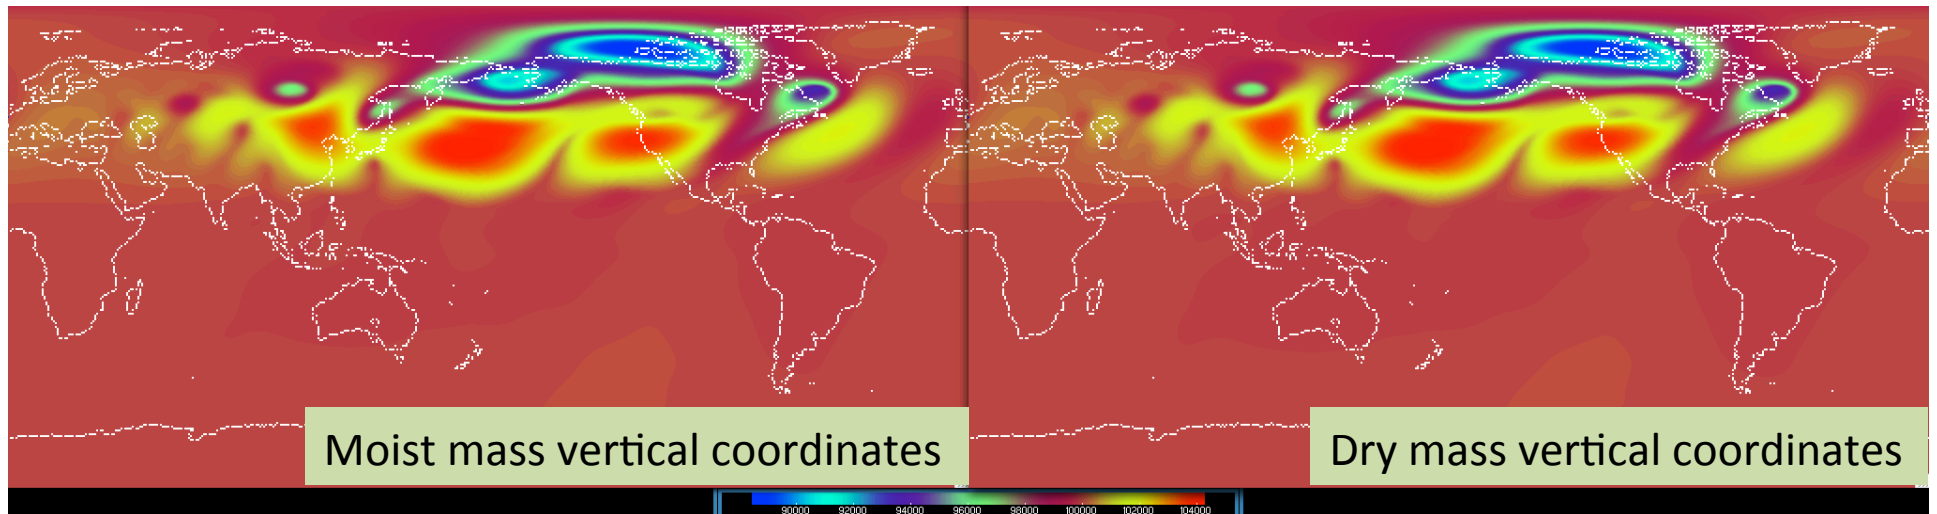 Moist mass vertical coordinates
Dry mass vertical coordinates
90000 92000 94000 96000 98000 100000 102000 104000